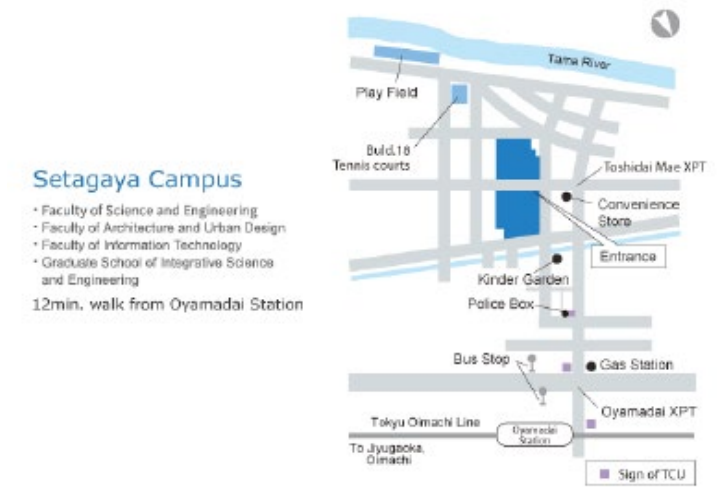 Tama River
Play Field
Build.18
Tennis courts
Setagaya Campus
・Faculty of Science and Engineering
・Faculty of Architecture and Urban Design
・Faculty of Information Technology
・Graduate School of Integrative Science
and Engineering
12min. walk from Oyamadai Station
Toshidai Mae XPT
Convenience
Store
Entrance
Kinder Garden
Police Box
Bus Stop
Gas Station
Oyamadai XPT
Tokyu Oimachi Line
Oyamadai
Station
To Jiyugaoka,
Oimachi
Sign of TCU